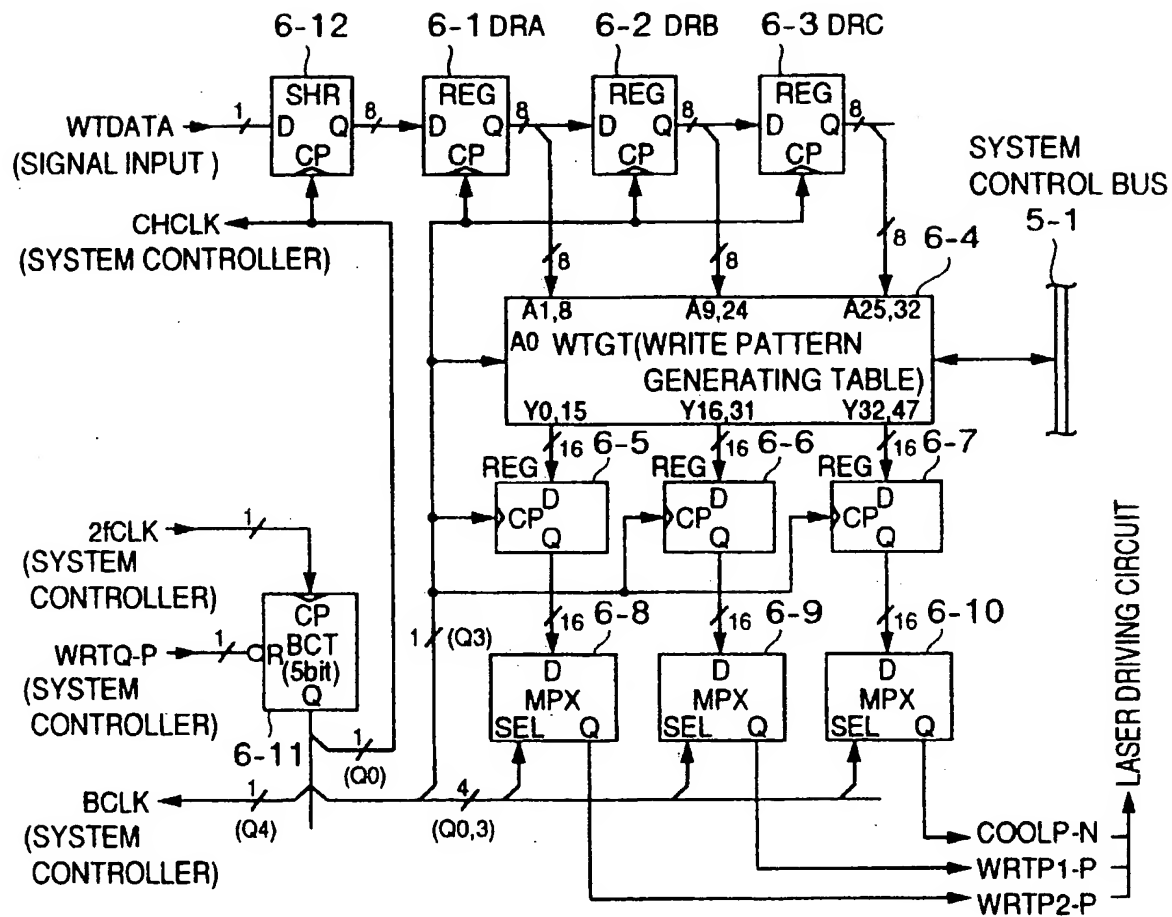 6-12
6-1 DRA
6-2 DRB
6-3 DRC
SHR
REG
REG
REG
WTDATA
(SIGNAL INPUT )
1
D Q
8
D Q
8
D Q
8
D Q
8
CP
CP
CP
CP
SYSTEM
CONTROL BUS
5-1
CHCLK
(SYSTEM CONTROLLER)
8
8
8
6-4
A1,8
A9,24
A25,32
A0
WTGT(WRITE PATTERN
GENERATING TABLE)
Y0,15
Y16,31
Y32,47
16
6-5
16
6-6
16
6-7
REG
REG
REG
D
CP
Q
D
CP
Q
D
CP
Q
2fCLK
(SYSTEM
CONTROLLER)
1
CP
BCT
(5bit)
R
Q
6-11
WRTQ-P
(SYSTEM
CONTROLLER)
1
1
(Q3)
16
6-8
16
6-9
16
6-10
D
MPX
SEL Q
D
MPX
SEL Q
D
MPX
SEL Q
1
(Q0)
BCLK
(SYSTEM
CONTROLLER)
1
(Q4)
4
(Q0,3)
COOLP-N
WRTP1-P
WRTP2-P
LASER DRIVING CIRCUIT